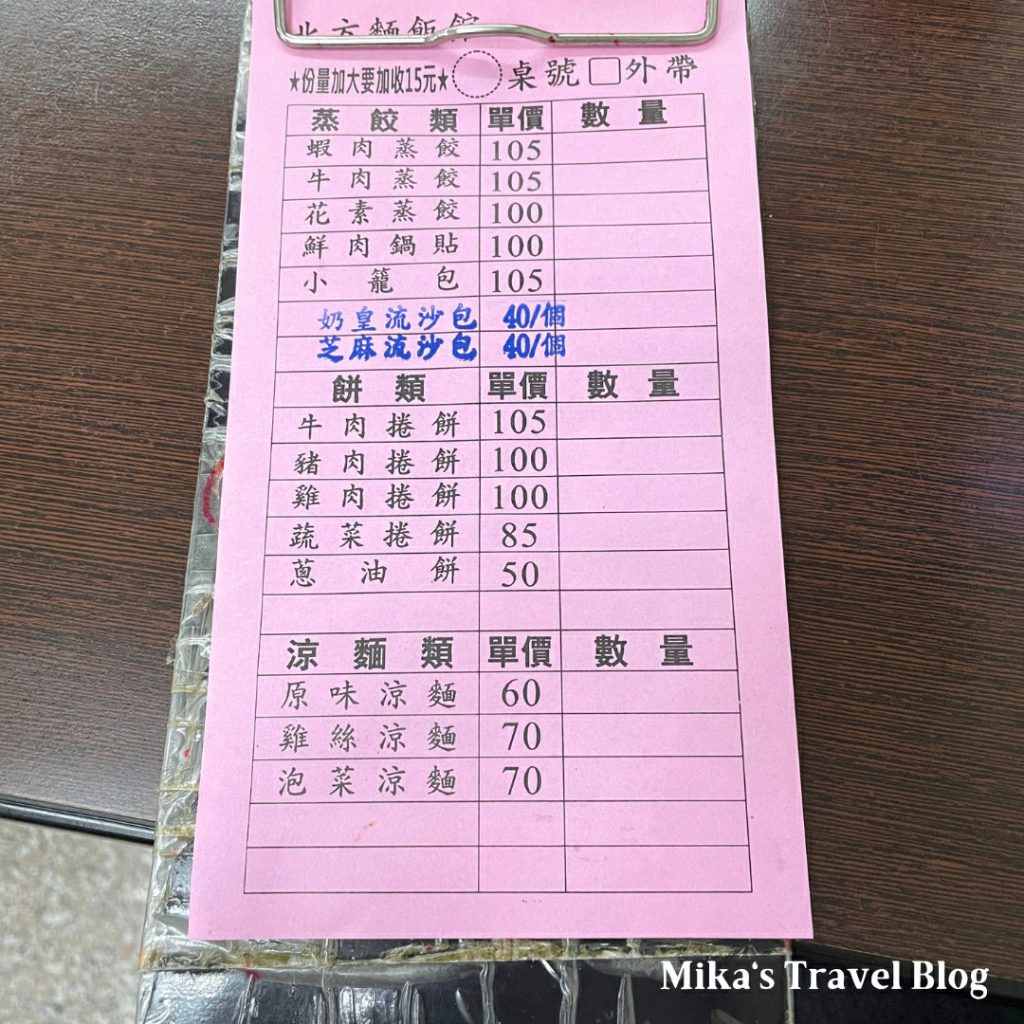 北方麵飯館
★份量加大要加收15元★ 桌號 □外帶
蒸餃類 單價 數量
蝦肉蒸餃 105
牛肉蒸餃 105
花素蒸餃 100
鮮肉鍋貼 100
小籠包 105
奶皇流沙包 40/個
芝麻流沙包 40/個
餅類 單價 數量
牛肉捲餅 105
豬肉捲餅 100
雞肉捲餅 100
蔬菜捲餅 85
蔥油餅 50
涼麵類 單價 數量
原味涼麵 60
雞絲涼麵 70
泡菜涼麵 70
Mika's Travel Blog